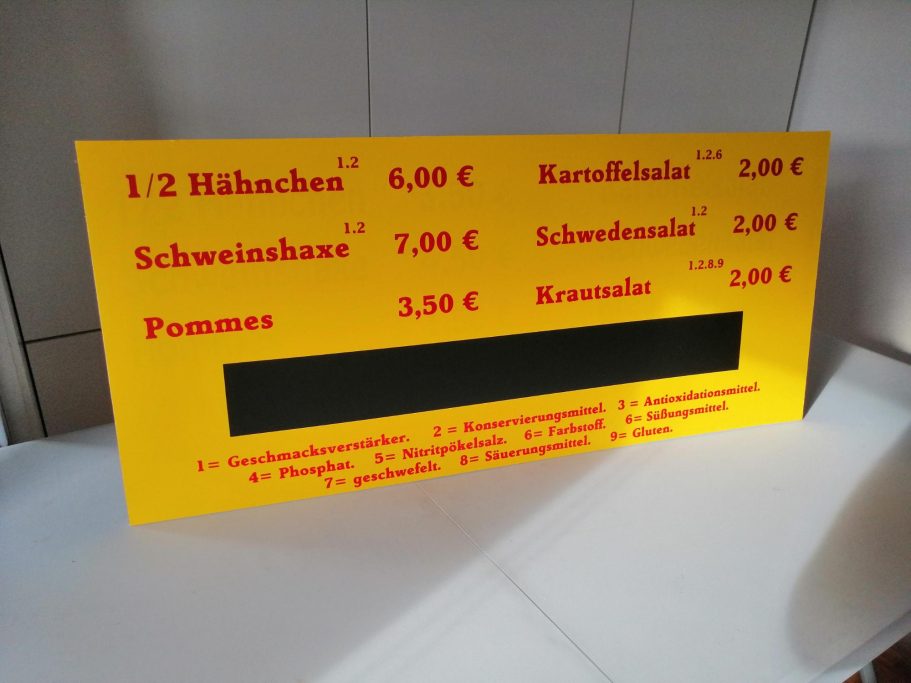 1/2 Hähnchen 1.2 6,00 €
Schweinshaxe 1.2 7,00 €
Pommes 3,50 €
Kartoffelsalat 1.2.6 2,00 €
Schwedensalat 1.2 2,00 €
Krautsalat 1.2.8.9 2,00 €
1= Geschmacksverstärker. 2 = Konservierungsmittel. 3 = Antioxidationsmittel.
4= Phosphat. 5= Nitritpökelsalz. 6= Farbstoff. 6= Süßungsmittel.
7= geschwefelt. 8= Säuerungsmittel. 9= Gluten.